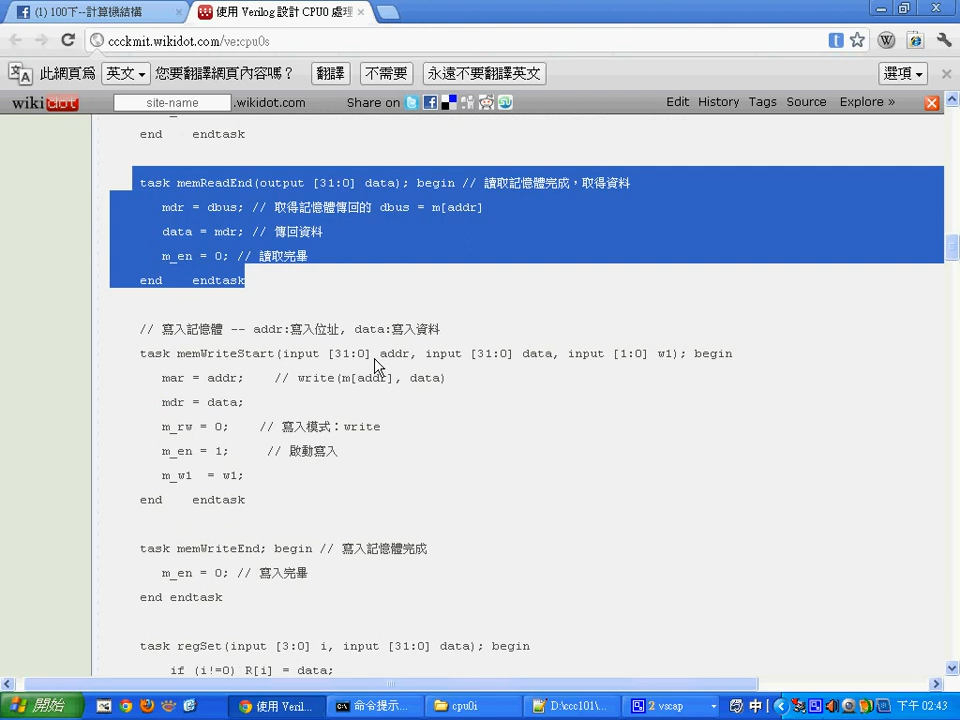 (1) 100下--計算機結構
使用 Verilog 設計 CPU0 處理
ccckmit.wikidot.com/ve:cpu0s
此網頁為 英文 您要翻譯網頁內容嗎？ 翻譯 不需要 永遠不要翻譯英文 選項
wikidot site-name .wikidot.com Share on Edit History Tags Source Explore »
end endtask
task memReadEnd(output [31:0] data); begin // 讀取記憶體完成，取得資料
mdr = dbus; // 取得記憶體傳回的 dbus = m[addr]
data = mdr; // 傳回資料
m_en = 0; // 讀取完畢
end endtask
// 寫入記憶體 -- addr:寫入位址, data:寫入資料
task memWriteStart(input [31:0] addr, input [31:0] data, input [1:0] w1); begin
mar = addr; // write(m[addr], data)
mdr = data;
m_rw = 0; // 寫入模式：write
m_en = 1; // 啟動寫入
m_w1 = w1;
end endtask
task memWriteEnd; begin // 寫入記憶體完成
m_en = 0; // 寫入完畢
end endtask
task regSet(input [3:0] i, input [31:0] data); begin
if (i!=0) R[i] = data;
開始 使用 Veril... 命令提示... cpu0i D:\ccc101\... 2 vscap 中 下午 02:43